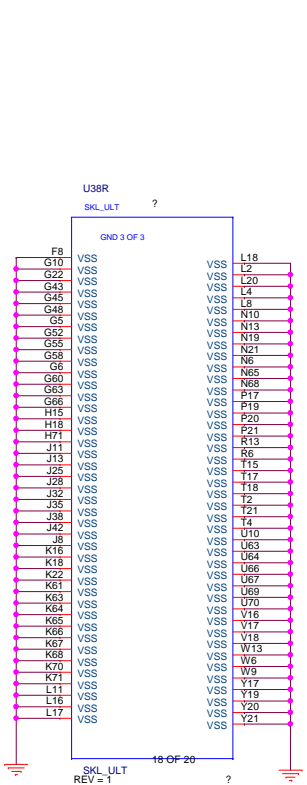 U38R
SKL_ULT
?
GND 3 OF 3
F8 VSS
G10 VSS
G22 VSS
G43 VSS
G45 VSS
G48 VSS
G5 VSS
G52 VSS
G55 VSS
G58 VSS
G6 VSS
G60 VSS
G63 VSS
G66 VSS
H15 VSS
H18 VSS
H71 VSS
J11 VSS
J13 VSS
J25 VSS
J28 VSS
J32 VSS
J35 VSS
J38 VSS
J42 VSS
J8 VSS
K16 VSS
K18 VSS
K22 VSS
K61 VSS
K63 VSS
K64 VSS
K65 VSS
K66 VSS
K67 VSS
K68 VSS
K70 VSS
K71 VSS
L11 VSS
L16 VSS
L17 VSS
VSS L18
VSS L2
VSS L20
VSS L4
VSS L8
VSS N10
VSS N13
VSS N19
VSS N21
VSS N6
VSS N65
VSS N68
VSS P17
VSS P19
VSS P20
VSS P21
VSS R13
VSS R6
VSS T15
VSS T17
VSS T18
VSS T2
VSS T21
VSS T4
VSS U10
VSS U63
VSS U64
VSS U66
VSS U67
VSS U69
VSS U70
VSS V16
VSS V17
VSS V18
VSS W13
VSS W6
VSS W9
VSS Y17
VSS Y19
VSS Y20
VSS Y21
18 OF 20
SKL_ULT
REV = 1
?